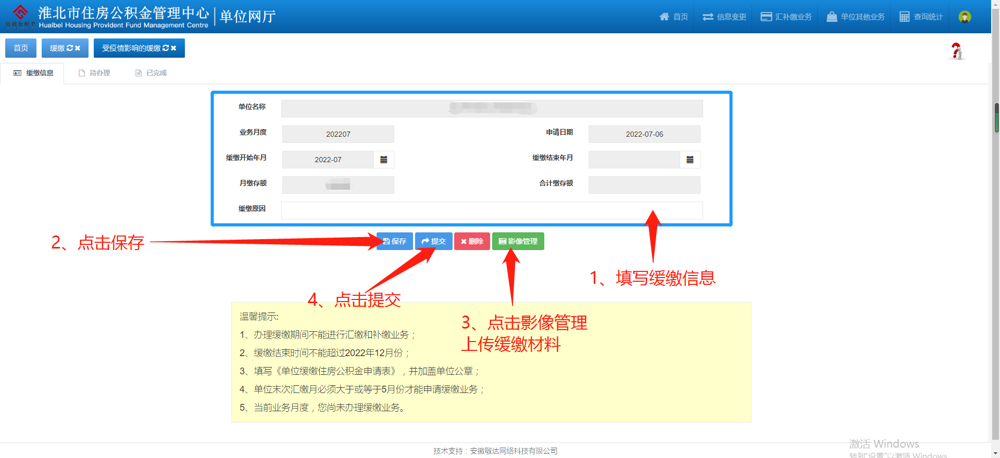 住房公积金
淮北市住房公积金管理中心
单位网厅
Huaibei Housing Provident Fund Management Centre
首页
信息变更
汇补缴业务
单位其他业务
查询统计
首页
缓缴
受疫情影响的缓缴
缓缴信息
待办理
已完成
单位名称
业务月度
202207
申请日期
2022-07-06
缓缴开始年月
2022-07
缓缴结束年月
月缴存额
合计缴存额
缓缴原因
保存
提交
删除
影像管理
2、点击保存
1、填写缓缴信息
4、点击提交
3、点击影像管理
上传缓缴材料
温馨提示:
1、办理缓缴期间不能进行汇缴和补缴业务；
2、缓缴结束时间不能超过2022年12月份；
3、填写《单位缓缴住房公积金申请表》，并加盖单位公章；
4、单位末次汇缴月必须大于或等于5月份才能申请缓缴业务；
5、当前业务月度，您尚未办理缓缴业务。
技术支持：安徽敏达网络科技有限公司
激活 Windows
转到"设置"以激活 Windows